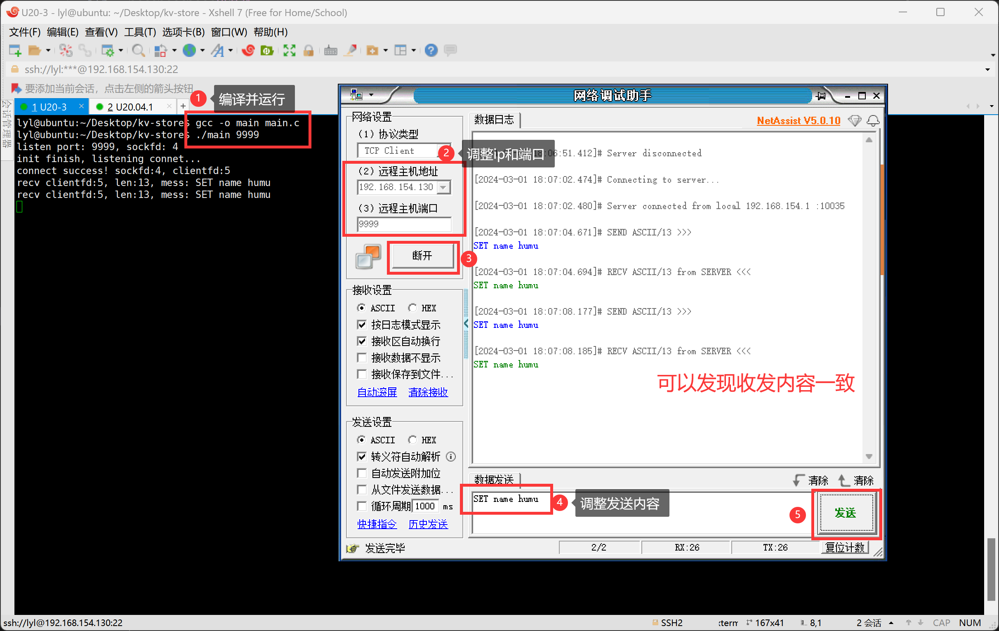 U20-3 - lyl@ubuntu: ~/Desktop/kv-store - Xshell 7 (Free for Home/School)
文件(F) 编辑(E) 查看(V) 工具(T) 选项卡(B) 窗口(W) 帮助(H)
ssh://lyl:***@192.168.154.130:22
要添加当前会话，点击左侧的箭头按钮
会话管理器
1 U20-3 × 2 U20.04.1 × +
1 编译并运行
lyl@ubuntu:~/Desktop/kv-store$ gcc -o main main.c
lyl@ubuntu:~/Desktop/kv-store$ ./main 9999
listen port: 9999, sockfd: 4
init finish, listening connet...
connect success! sockfd:4, clientfd:5
recv clientfd:5, len:13, mess: SET name humu
recv clientfd:5, len:13, mess: SET name humu
网络调试助手
网络设置
(1) 协议类型
TCP Client
2 调整ip和端口
(2) 远程主机地址
192.168.154.130
(3) 远程主机端口
9999
断开
3
接收设置
ASCII HEX
按日志模式显示
接收区自动换行
接收数据不显示
接收保存到文件...
自动滚屏 清除接收
发送设置
ASCII HEX
转义符自动解析
自动发送附加位
从文件发送数据...
循环周期 1000 ms
快捷指令 历史发送
数据日志
NetAssist V5.0.10
18:06:51.412]# Server disconnected
[2024-03-01 18:07:02.474]# Connecting to server...
[2024-03-01 18:07:02.480]# Server connected from local 192.168.154.1 :10035
[2024-03-01 18:07:04.671]# SEND ASCII/13 >>>
SET name humu
[2024-03-01 18:07:04.694]# RECV ASCII/13 from SERVER <<<
SET name humu
[2024-03-01 18:07:08.177]# SEND ASCII/13 >>>
SET name humu
[2024-03-01 18:07:08.185]# RECV ASCII/13 from SERVER <<<
SET name humu
可以发现收发内容一致
数据发送
清除 清除
SET name humu
4 调整发送内容
5
发送
发送完毕 2/2 RX:26 TX:26 复位计数
ssh://lyl@192.168.154.130:22 SSH2 xterm 167x41 8,1 2 会话 CAP NUM